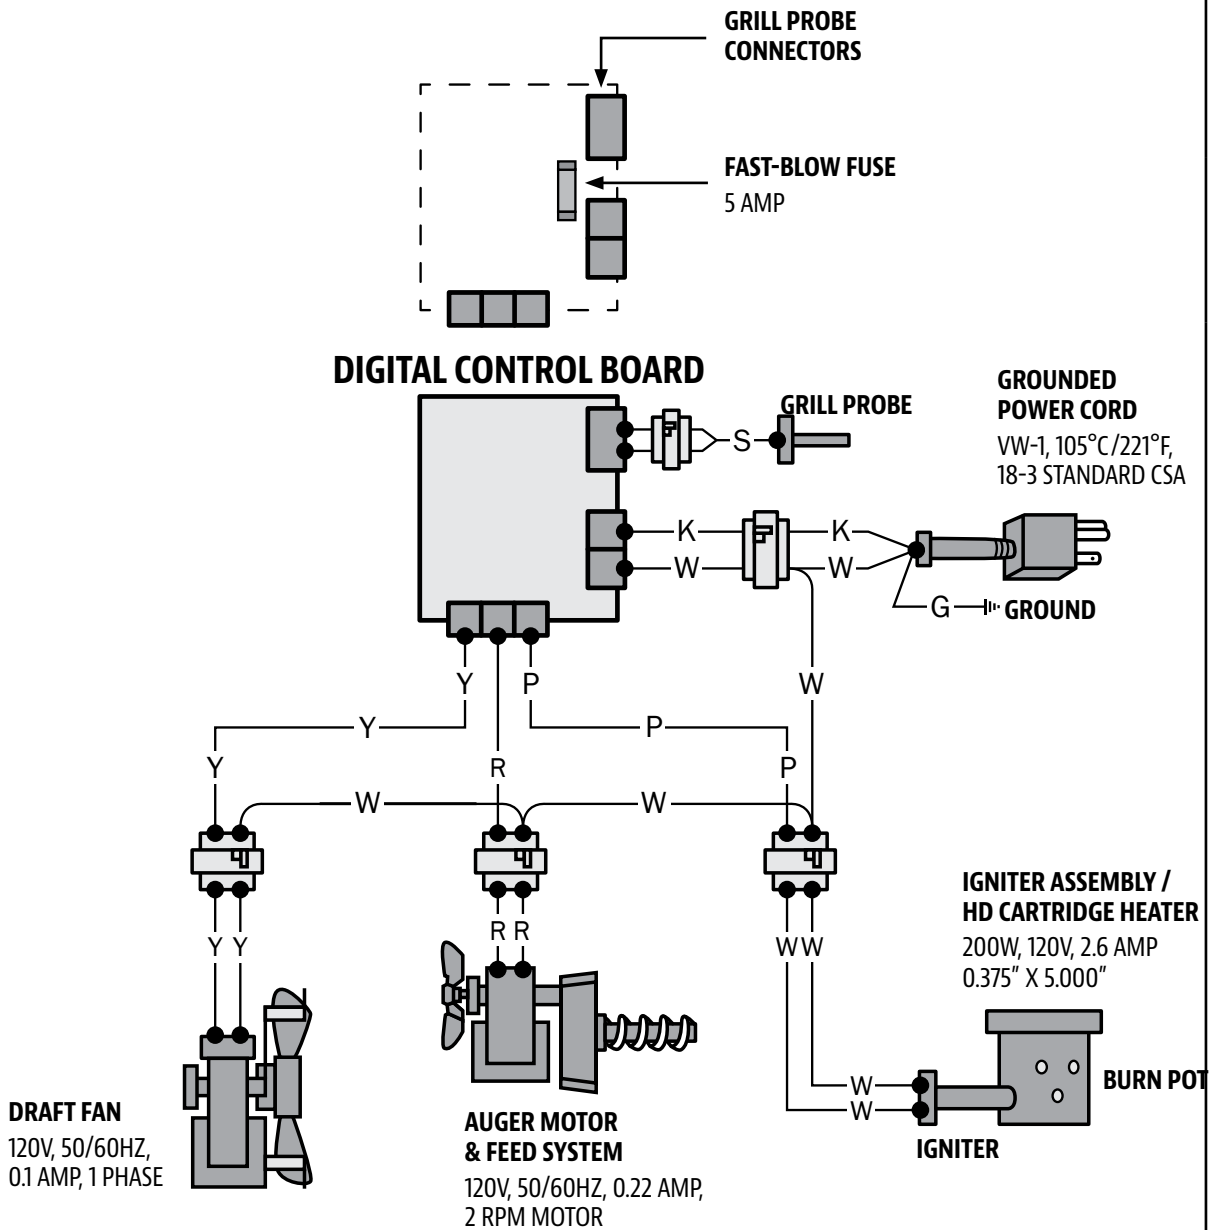 GRILL PROBE
CONNECTORS
FAST-BLOW FUSE
5 AMP
DIGITAL CONTROL BOARD
GRILL PROBE
GROUNDED
POWER CORD
VW-1, 105°C/221°F,
18-3 STANDARD CSA
S
K K
W W
G GROUND
Y P W
Y P
Y R P
W W
Y Y R R W W
IGNITER ASSEMBLY /
HD CARTRIDGE HEATER
200W, 120V, 2.6 AMP
0.375" X 5.000"
W
W
BURN POT
IGNITER
DRAFT FAN
120V, 50/60HZ,
0.1 AMP, 1 PHASE
AUGER MOTOR
& FEED SYSTEM
120V, 50/60HZ, 0.22 AMP,
2 RPM MOTOR